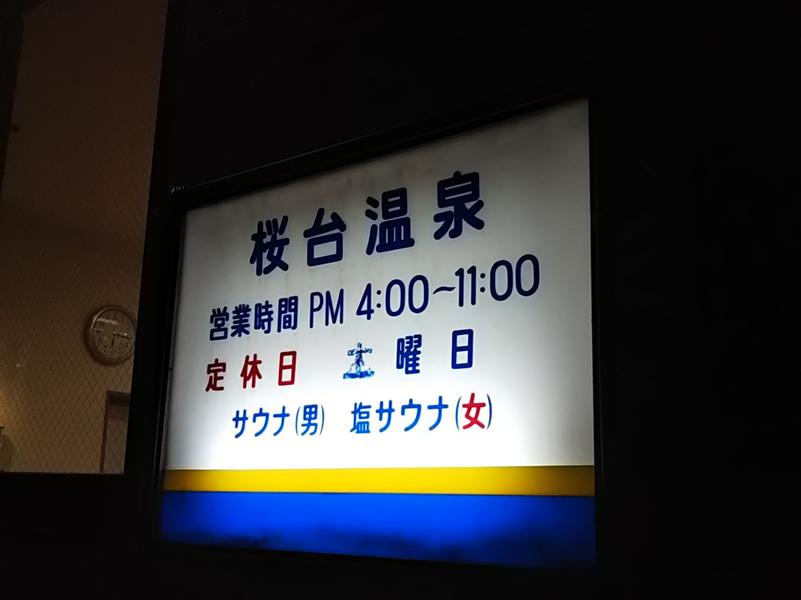 桜台温泉
営業時間 PM 4:00~11:00
定休日 曜日
サウナ(男) 塩サウナ(女)